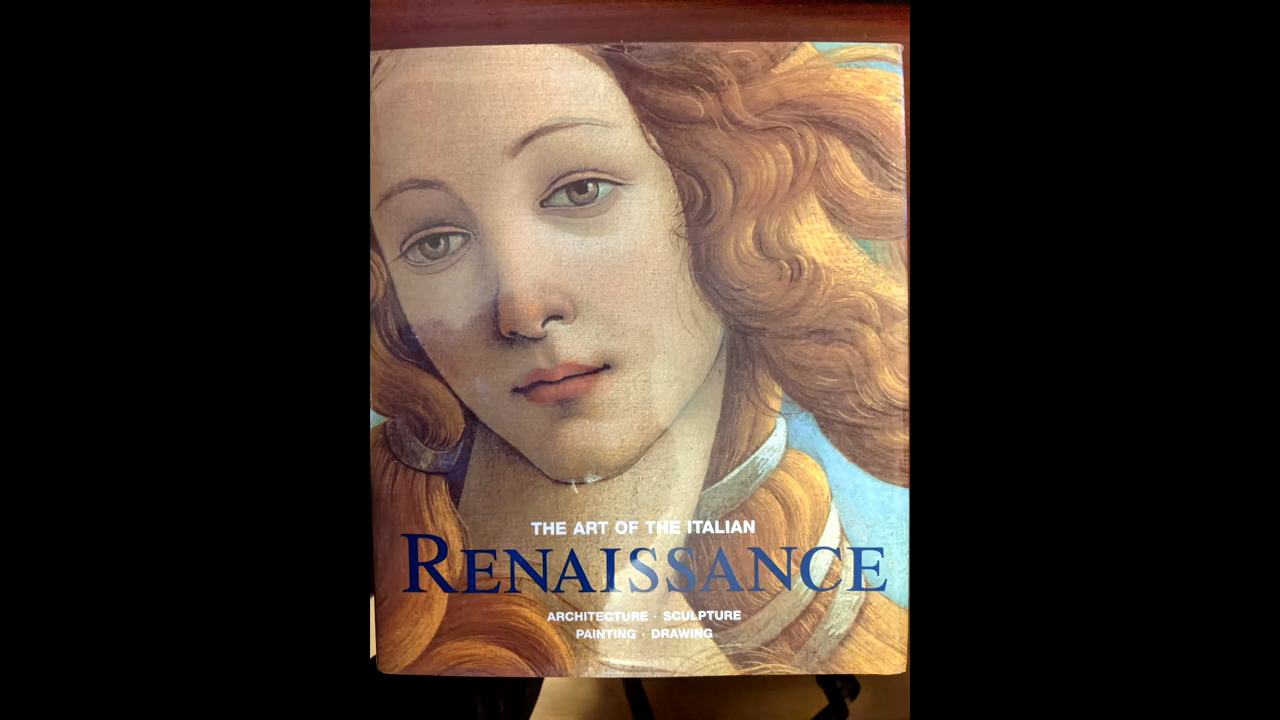 THE ART OF THE ITALIAN
RENAISSANCE
ARCHITECTURE · SCULPTURE
PAINTING · DRAWING